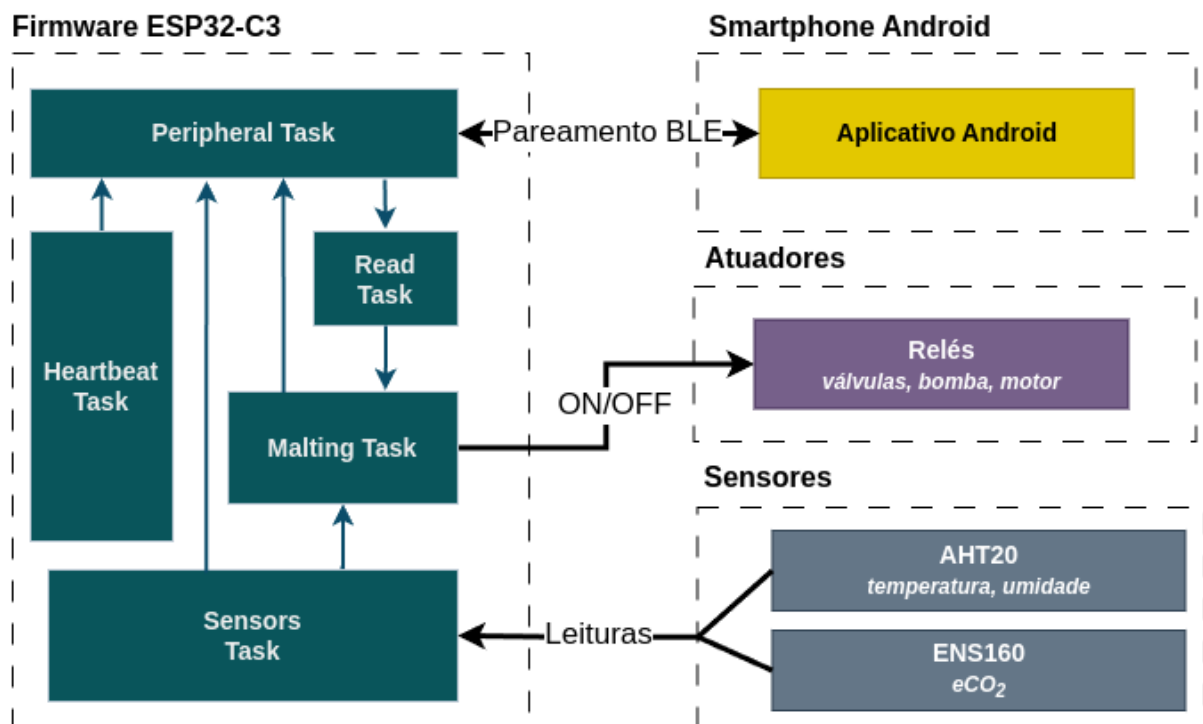 Firmware ESP32-C3
Smartphone Android
Peripheral Task
Pareamento BLE
Aplicativo Android
Read
Task
Heartbeat
Task
Malting Task
ON/OFF
Atuadores
Relés
válvulas, bomba, motor
Sensores
Sensors
Task
Leituras
AHT20
temperatura, umidade
ENS160
eCO₂